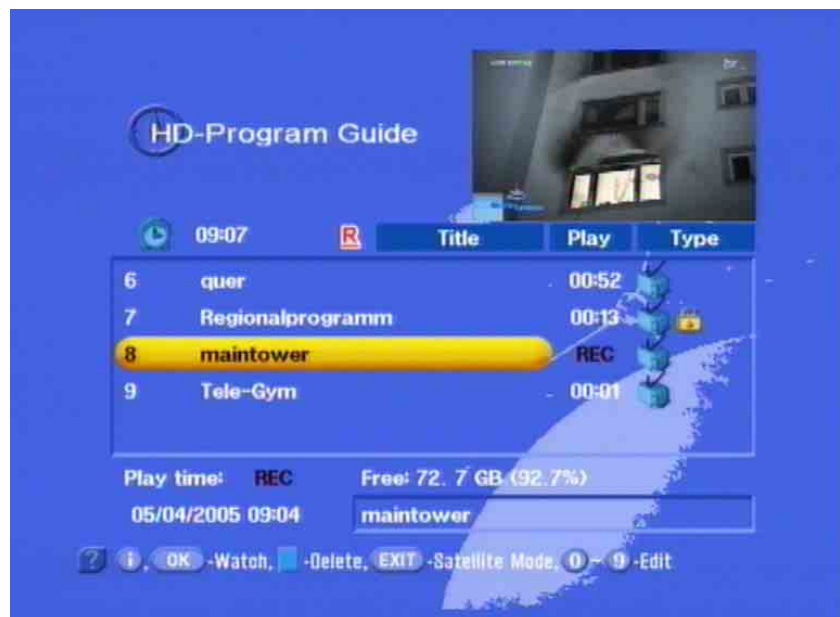 HD-Program Guide
09:07 R Title Play Type
6 quer 00:52
7 Regionalprogramm 00:13
8 maintower REC
9 Tele-Gym 00:01
Play time: REC Free: 72. 7 GB (92.7%)
05/04/2005 09:04 maintower
? i, OK -Watch, -Delete, EXIT -Satellite Mode, 0 ~ 9 -Edit